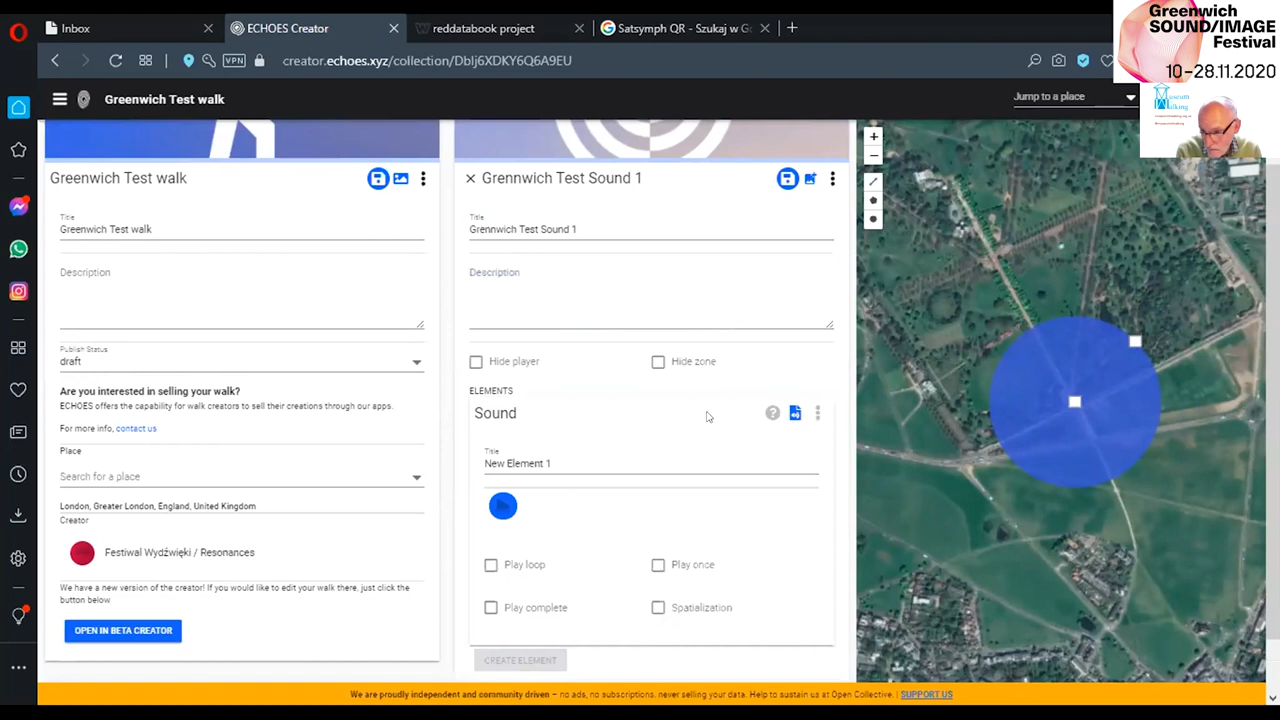 Inbox
ECHOES Creator
reddatabook project
Satsymph QR - Szukaj w Go
VPN
creator.echoes.xyz/collection/Dblj6XDKY6Q6A9EU
Greenwich
SOUND/IMAGE
Festival
10–28.11.2020
Museum
Walking
Greenwich Test walk
Jump to a place
Greenwich Test walk
Title
Greenwich Test walk
Description
Publish Status
draft
Are you interested in selling your walk?
ECHOES offers the capability for walk creators to sell their creations through our apps.
For more info, contact us
Place
Search for a place
London, Greater London, England, United Kingdom
Creator
Festiwal Wydźwięki / Resonances
We have a new version of the creator! If you would like to edit your walk there, just click the
button below
OPEN IN BETA CREATOR
Grennwich Test Sound 1
Title
Grennwich Test Sound 1
Description
Hide player
Hide zone
ELEMENTS
Sound
Title
New Element 1
Play loop
Play once
Play complete
Spatialization
CREATE ELEMENT
We are proudly independent and community driven – no ads, no subscriptions, never selling your data. Help to sustain us at Open Collective. | SUPPORT US